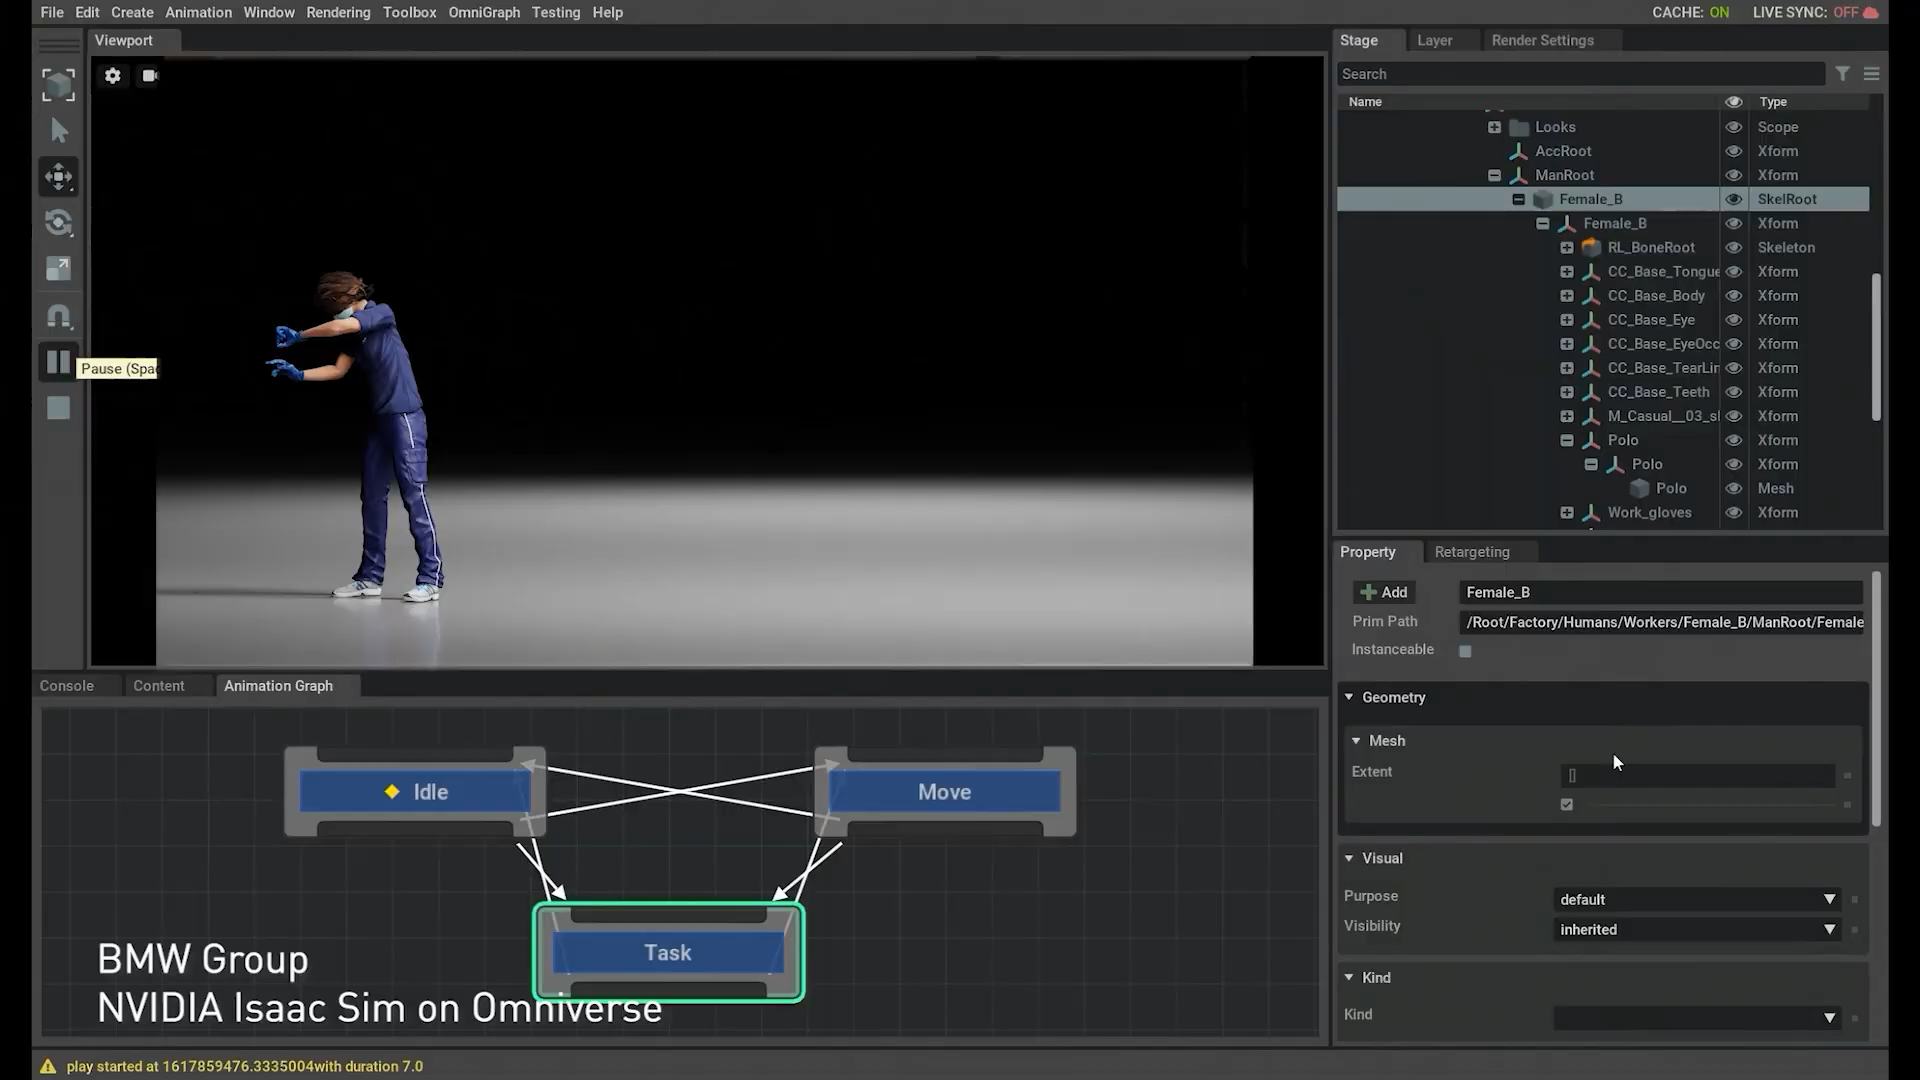 File Edit Create Animation Window Rendering Toolbox OmniGraph Testing Help
CACHE: ON LIVE SYNC: OFF
Viewport
Pause (Spa
Stage Layer Render Settings
Search
Name Type
Looks Scope
AccRoot Xform
ManRoot Xform
Female_B SkelRoot
Female_B Xform
RL_BoneRoot Skeleton
CC_Base_Tongue Xform
CC_Base_Body Xform
CC_Base_Eye Xform
CC_Base_EyeOcc Xform
CC_Base_TearLin Xform
CC_Base_Teeth Xform
M_Casual__03_sl Xform
Polo Xform
Polo Xform
Polo Mesh
Work_gloves Xform
Property Retargeting
Add Female_B
Prim Path /Root/Factory/Humans/Workers/Female_B/ManRoot/Female
Instanceable
Geometry
Mesh
Extent []
Visual
Purpose default
Visibility inherited
Kind
Kind
Console Content Animation Graph
Idle Move
Task
BMW Group
NVIDIA Isaac Sim on Omniverse
play started at 1617859476.3335004with duration 7.0